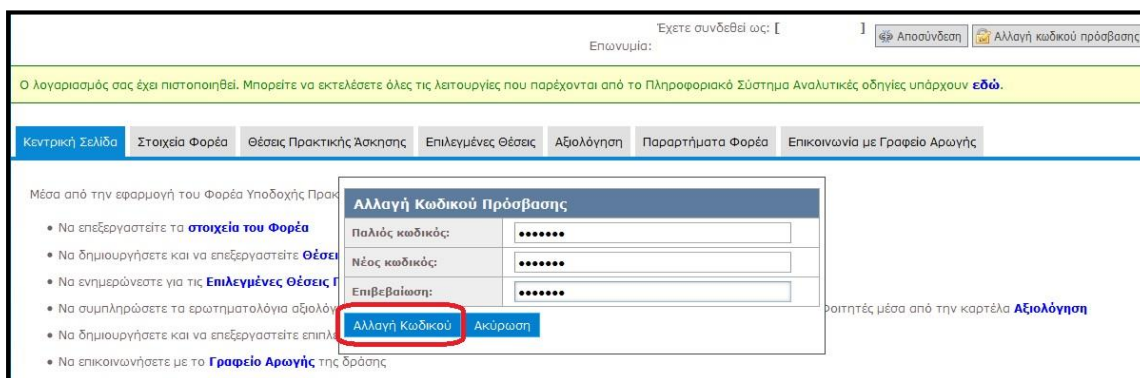 Έχετε συνδεθεί ως: [ ]
Επωνυμία:
Αποσύνδεση
Αλλαγή κωδικού πρόσβασης
Ο λογαριασμός σας έχει πιστοποιηθεί. Μπορείτε να εκτελέσετε όλες τις λειτουργίες που παρέχονται από το Πληροφοριακό Σύστημα Αναλυτικές οδηγίες υπάρχουν εδώ.
Κεντρική Σελίδα Στοιχεία Φορέα Θέσεις Πρακτικής Άσκησης Επιλεγμένες Θέσεις Αξιολόγηση Παραρτήματα Φορέα Επικοινωνία με Γραφείο Αρωγής
Μέσα από την εφαρμογή του Φορέα Υποδοχής
• Να επεξεργαστείτε τα στοιχεία του Φορέα
• Να δημιουργήσετε και να επεξεργαστείτε
• Να ενημερώνεστε για τις Επιλεγμένες Θέσεις
• Να συμπληρώσετε τα ερωτηματολόγια μέσα από την καρτέλα Αξιολόγηση
• Να δημιουργήσετε και να επεξεργαστείτε
• Να επικοινωνήσετε με το Γραφείο Αρωγής της δράσης
Αλλαγή Κωδικού Πρόσβασης
Παλιός κωδικός: •••••••
Νέος κωδικός: •••••••
Επιβεβαίωση: •••••••
Αλλαγή Κωδικού Ακύρωση